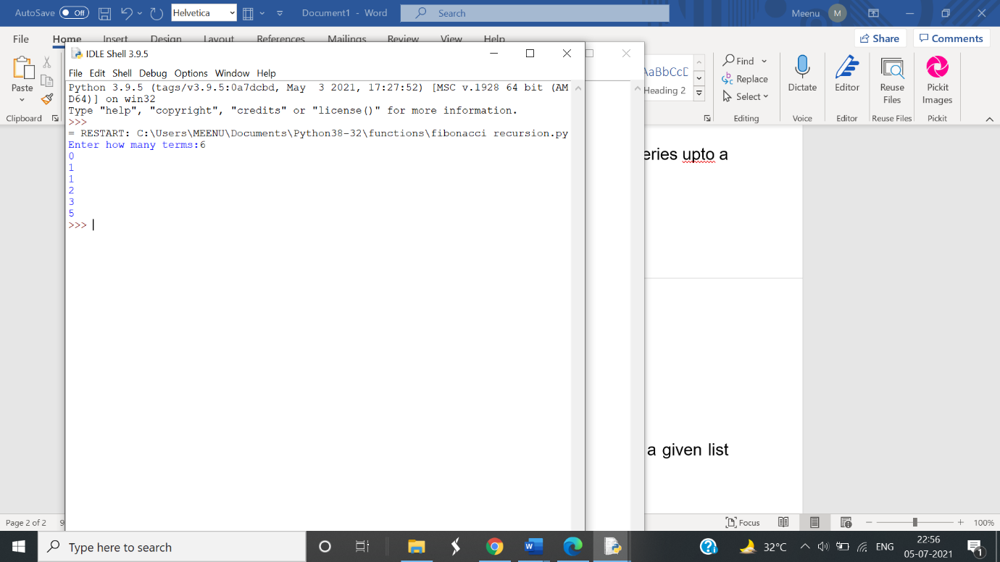 AutoSave Off Helvetica Document1 - Word Search Meenu M
File Home Insert Design Layout References Mailings Review View Help Share Comments
IDLE Shell 3.9.5
File Edit Shell Debug Options Window Help
Python 3.9.5 (tags/v3.9.5:0a7dcbd, May 3 2021, 17:27:52) [MSC v.1928 64 bit (AM
D64)] on win32
Type "help", "copyright", "credits" or "license()" for more information.
>>>
= RESTART: C:\Users\MEENU\Documents\Python38-32\functions\fibonacci recursion.py
Enter how many terms:6
0
1
1
2
3
5
>>>
Paste
Clipboard
AaBbCcD
Heading 2
Find
Replace
Select
Editing
Dictate
Voice
Editor
Editor
Reuse
Files
Reuse Files
Pickit
Images
Pickit
eries upto a
a given list
Page 2 of 2 9 Focus 100%
Type here to search 32°C ENG 22:56
05-07-2021 1